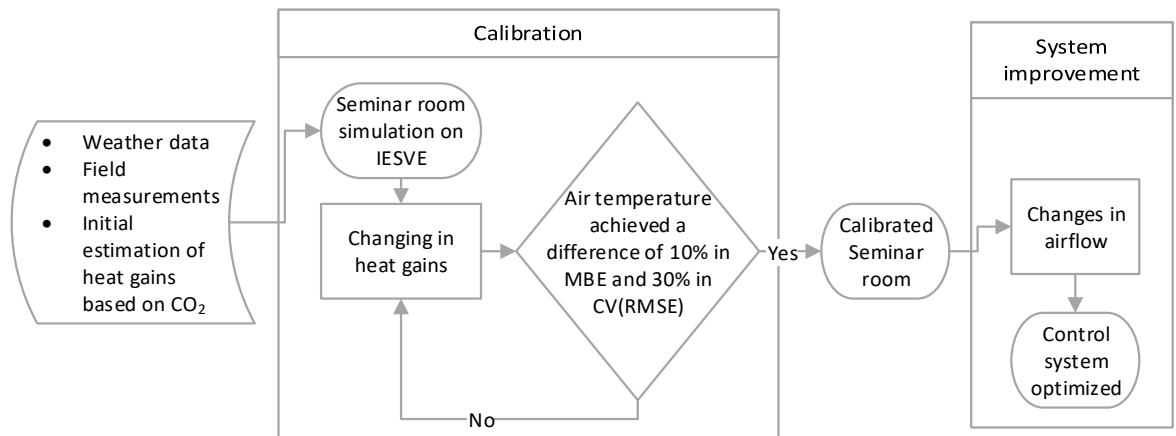 Calibration
System
improvement
• Weather data
• Field
measurements
• Initial
estimation of
heat gains
based on CO₂
Seminar room
simulation on
IESVE
Changing in
heat gains
Air temperature
achieved a
difference of 10% in
MBE and 30% in
CV(RMSE)
Yes
No
Calibrated
Seminar
room
Changes in
airflow
Control
system
optimized